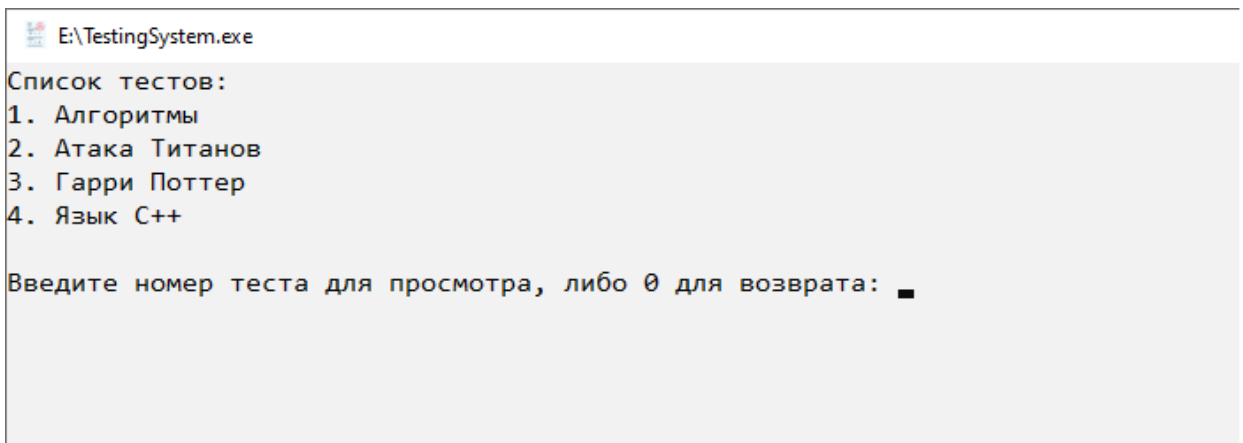 E:\TestingSystem.exe
Список тестов:
1. Алгоритмы
2. Атака Титанов
3. Гарри Поттер
4. Язык C++
Введите номер теста для просмотра, либо 0 для возврата: